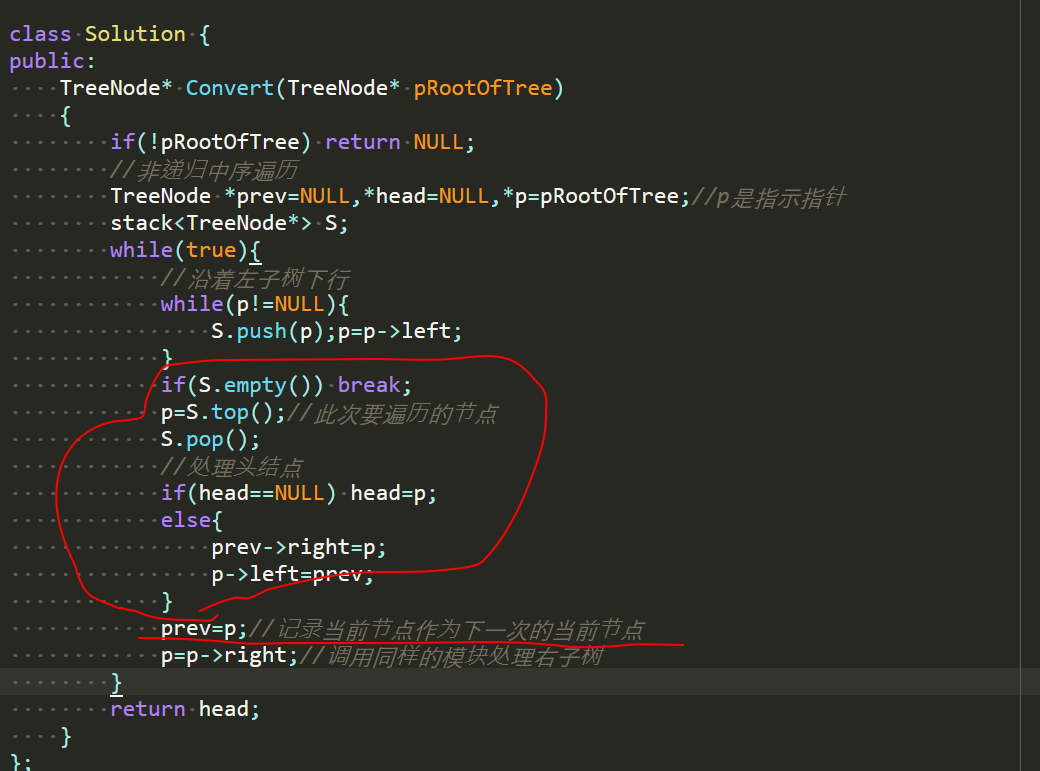 class Solution {
public:
    TreeNode* Convert(TreeNode* pRootOfTree)
    {
        if(!pRootOfTree) return NULL;
        //非递归中序遍历
        TreeNode *prev=NULL,*head=NULL,*p=pRootOfTree;//p是指示指针
        stack<TreeNode*> S;
        while(true){
            //沿着左子树下行
            while(p!=NULL){
                S.push(p);p=p->left;
            }
            if(S.empty()) break;
            p=S.top();//此次要遍历的节点
            S.pop();
            //处理头结点
            if(head==NULL) head=p;
            else{
                prev->right=p;
                p->left=prev;
            }
            prev=p;//记录当前节点作为下一次的当前节点
            p=p->right;//调用同样的模块处理右子树
        }
        return head;
    }
};